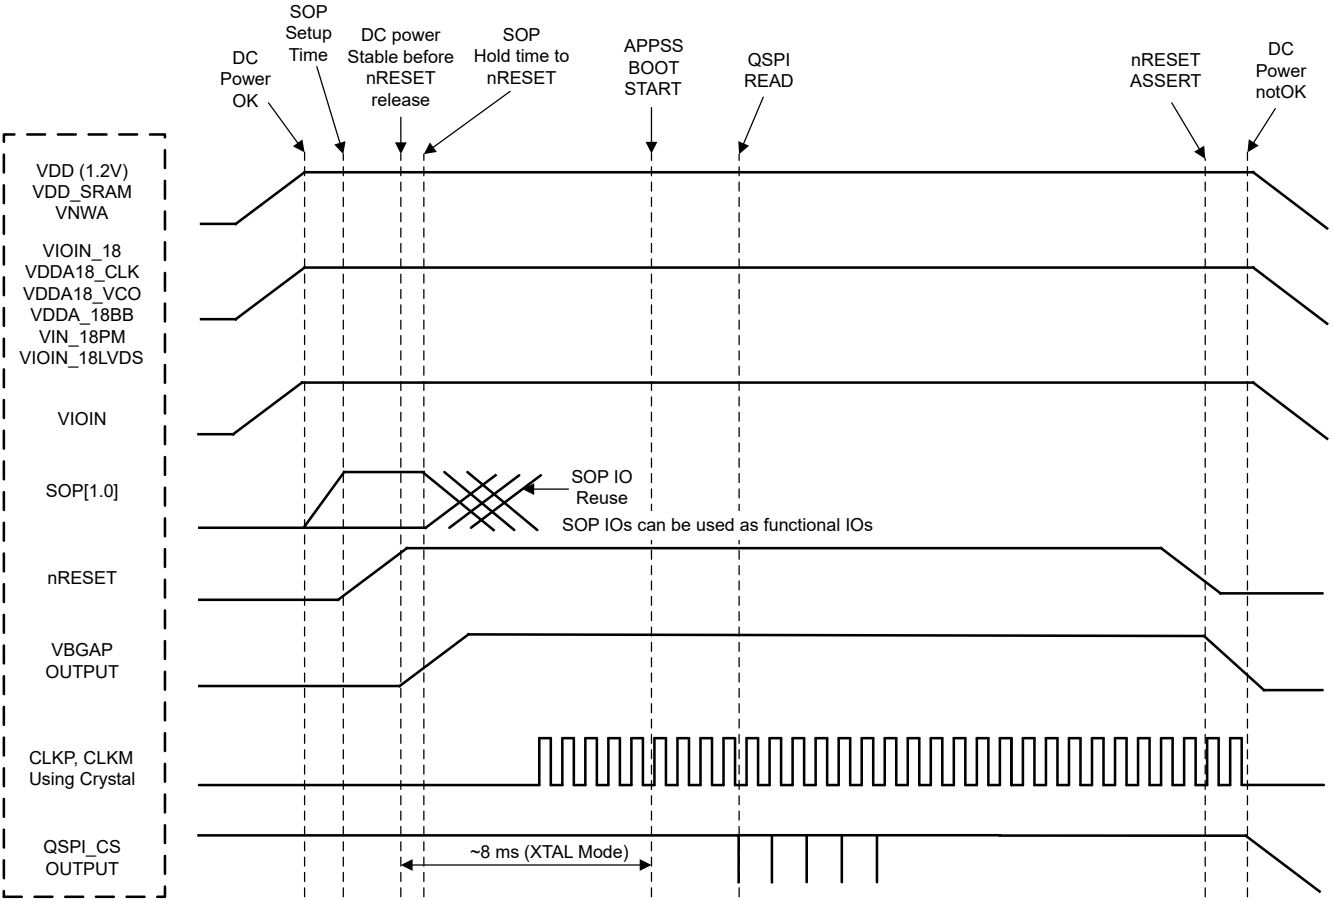 DC
Power
OK
SOP
Setup
Time
DC power
Stable before
nRESET
release
SOP
Hold time to
nRESET
APPSS
BOOT
START
QSPI
READ
nRESET
ASSERT
DC
Power
notOK
VDD (1.2V)
VDD_SRAM
VNWA
VIOIN_18
VDDA18_CLK
VDDA18_VCO
VDDA_18BB
VIN_18PM
VIOIN_18LVDS
VIOIN
SOP[1.0]
SOP IO
Reuse
SOP IOs can be used as functional IOs
nRESET
VBGAP
OUTPUT
CLKP, CLKM
Using Crystal
QSPI_CS
OUTPUT
~8 ms (XTAL Mode)